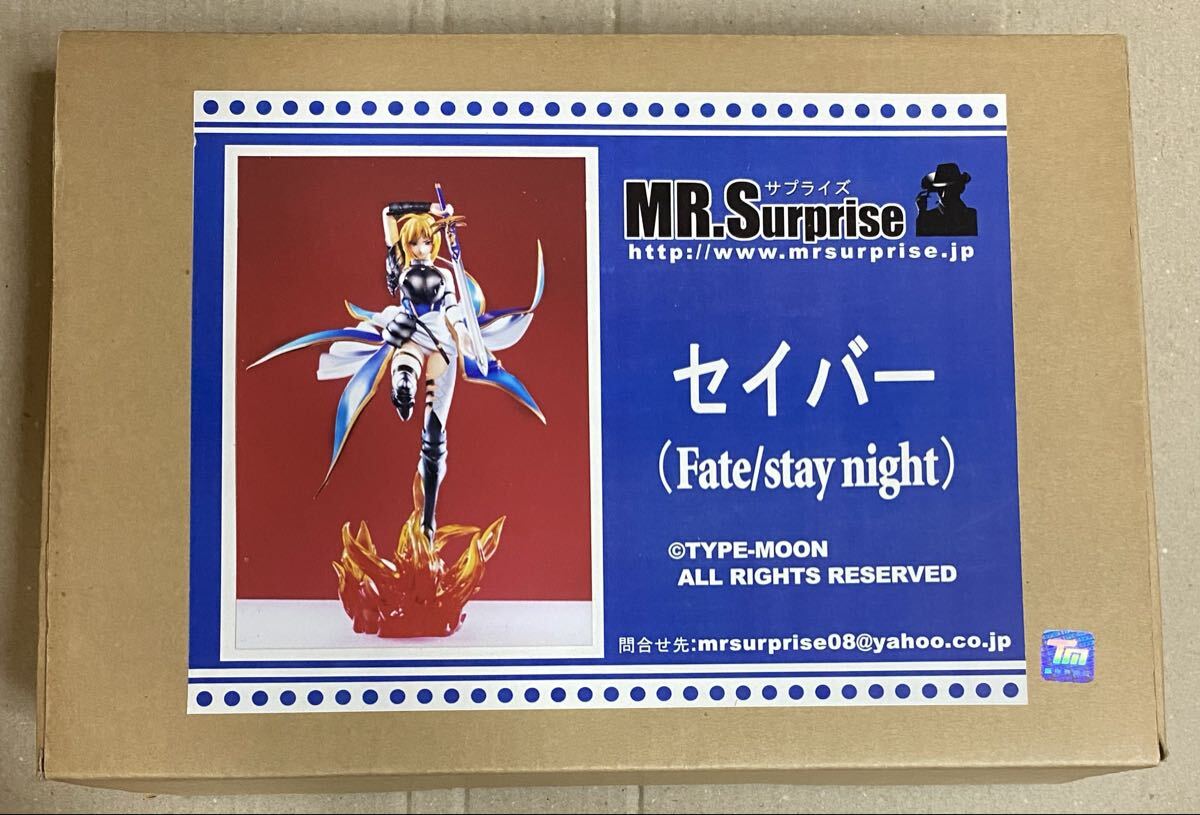 サプライズ
MR.Surprise
http://www.mrsurprise.jp
セイバー
(Fate/stay night)
©TYPE-MOON
ALL RIGHTS RESERVED
問合せ先:mrsurprise08@yahoo.co.jp
Tm